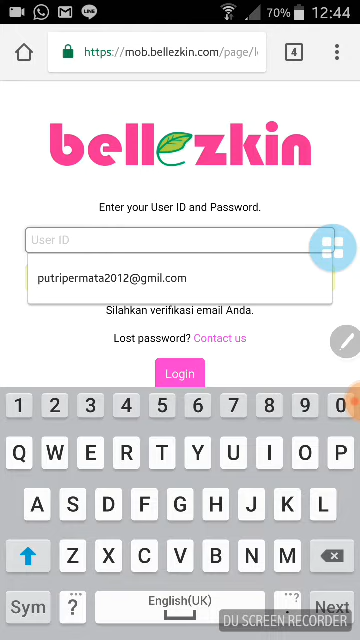 70% 12:44
https://mob.bellezkin.com/page/l
4
bellezkin
Enter your User ID and Password.
User ID
putripermata2012@gmil.com
Silahkan verifikasi email Anda.
Lost password? Contact us
Login
1 2 3 4 5 6 7 8 9 0
Q W E R T Y U I O P
A S D F G H J K L
Z X C V B N M
Sym ? English(UK) . ...? Next
DU SCREEN RECORDER